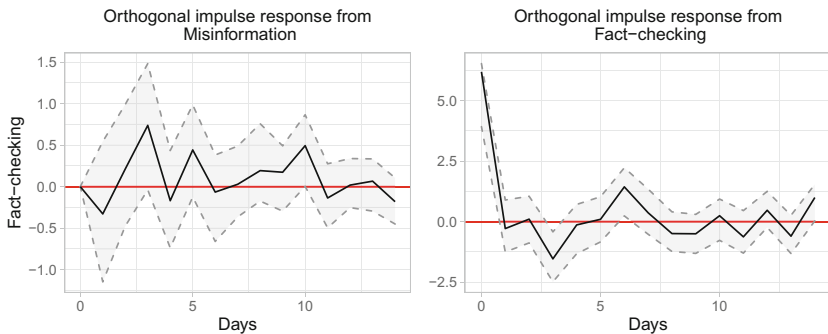 Orthogonal impulse response from
Misinformation
1.5
1.0
0.5
0.0
−0.5
−1.0
Fact−checking
0
5
10
Days
Orthogonal impulse response from
Fact−checking
5.0
2.5
0.0
−2.5
0
5
10
Days